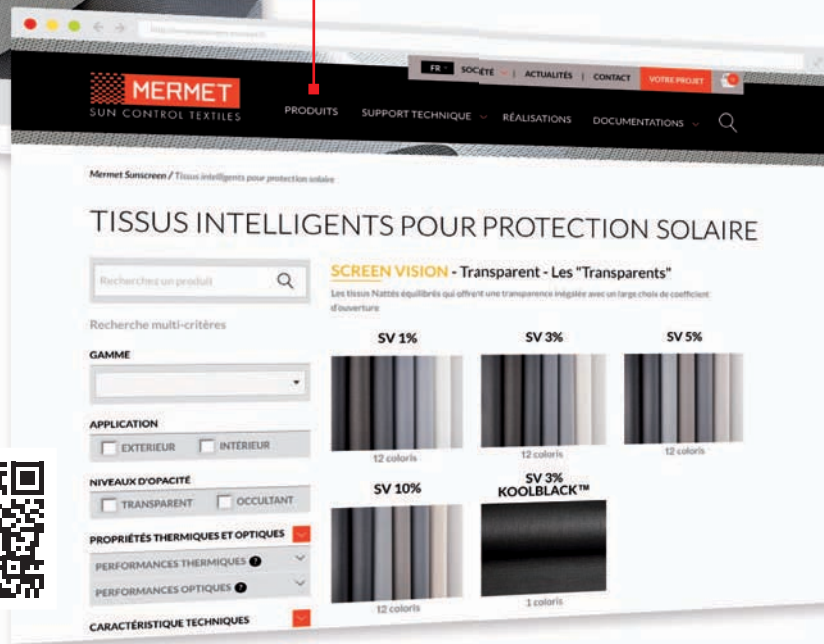 FR
SOCIÉTÉ | ACTUALITÉS | CONTACT
VOTRE PROJET
MERMET
SUN CONTROL TEXTILES
PRODUITS
SUPPORT TECHNIQUE
RÉALISATIONS
DOCUMENTATIONS
Mermet Sunscreen / Tissus intelligents pour protection solaire
TISSUS INTELLIGENTS POUR PROTECTION SOLAIRE
Recherchez un produit
Recherche multi-critères
GAMME
APPLICATION
EXTERIEUR
INTÉRIEUR
NIVEAUX D'OPACITÉ
TRANSPARENT
OCCULTANT
PROPRIÉTÉS THERMIQUES ET OPTIQUES
PERFORMANCES THERMIQUES ?
PERFORMANCES OPTIQUES ?
CARACTÉRISTIQUE TECHNIQUES
SCREEN VISION - Transparent - Les "Transparents"
Les tissus Nattés équilibrés qui offrent une transparence inégalée avec un large choix de coefficient
d'ouverture
SV 1%
12 coloris
SV 3%
12 coloris
SV 5%
12 coloris
SV 10%
12 coloris
SV 3%
KOOLBLACK™
1 coloris